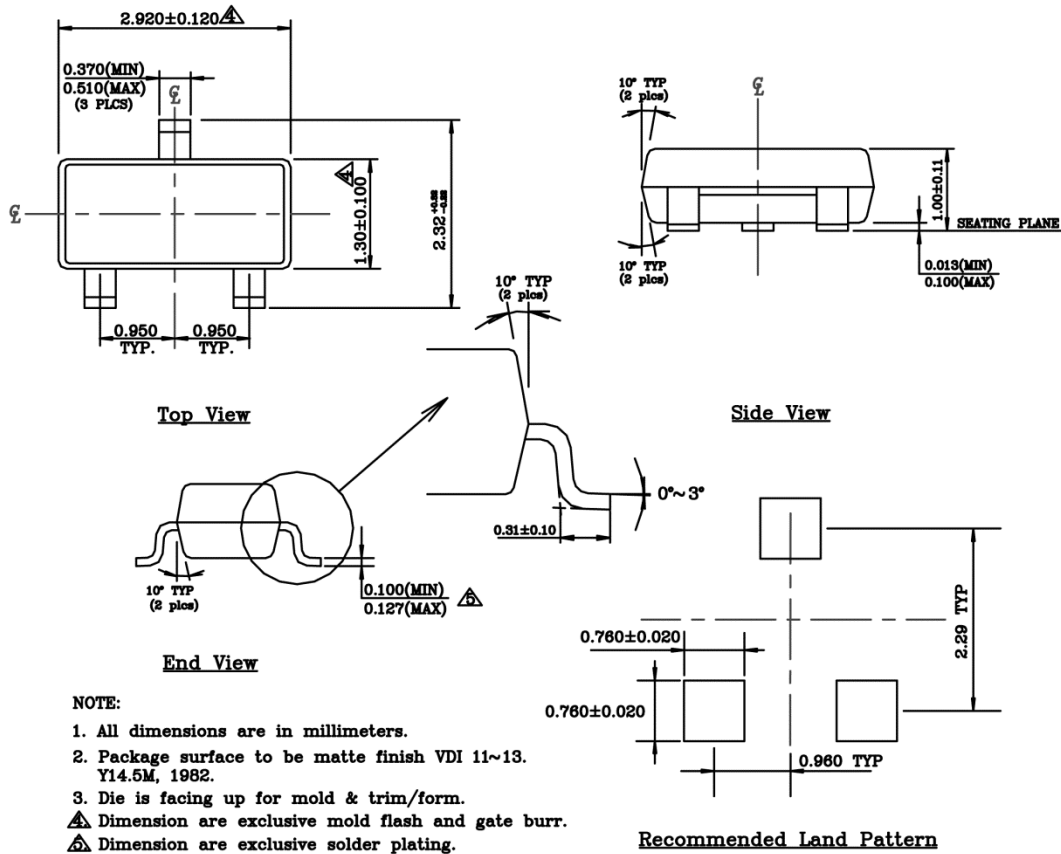 2.920±0.120 4
0.370(MIN)
0.510(MAX)
(3 PLCS)
℄
℄
4
1.30±0.100
2.32
0.950
TYP.
0.950
TYP.
Top View
10° TYP
(2 plcs)
℄
1.00±0.11
SEATING PLANE
0.013(MIN)
0.100(MAX)
10° TYP
(2 plcs)
Side View
10° TYP
(2 plcs)
0°~3°
0.31±0.10
10° TYP
(2 plcs)
0.100(MIN)
0.127(MAX) 5
End View
0.760±0.020
0.760±0.020
2.29 TYP
0.960 TYP
Recommended Land Pattern
NOTE:
1. All dimensions are in millimeters.
2. Package surface to be matte finish VDI 11~13.
Y14.5M, 1982.
3. Die is facing up for mold & trim/form.
4. Dimension are exclusive mold flash and gate burr.
5. Dimension are exclusive solder plating.